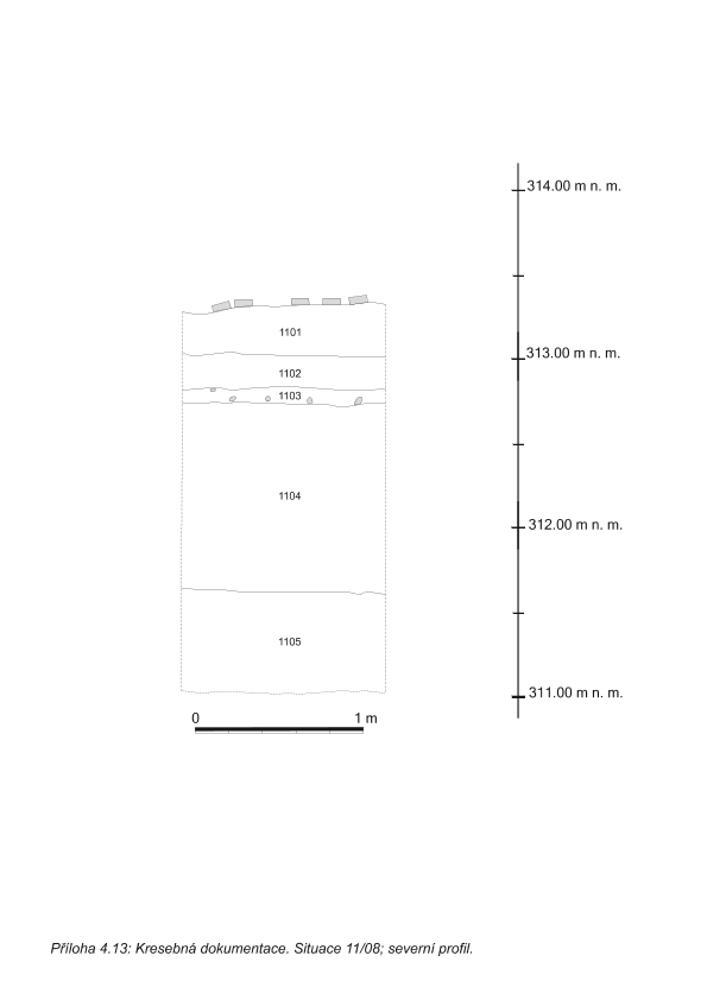 314.00 m n. m.
1101
313.00 m n. m.
1102
1103
1104
312.00 m n. m.
1105
311.00 m n. m.
0 1 m
Příloha 4.13: Kresebná dokumentace. Situace 11/08; severní profil.